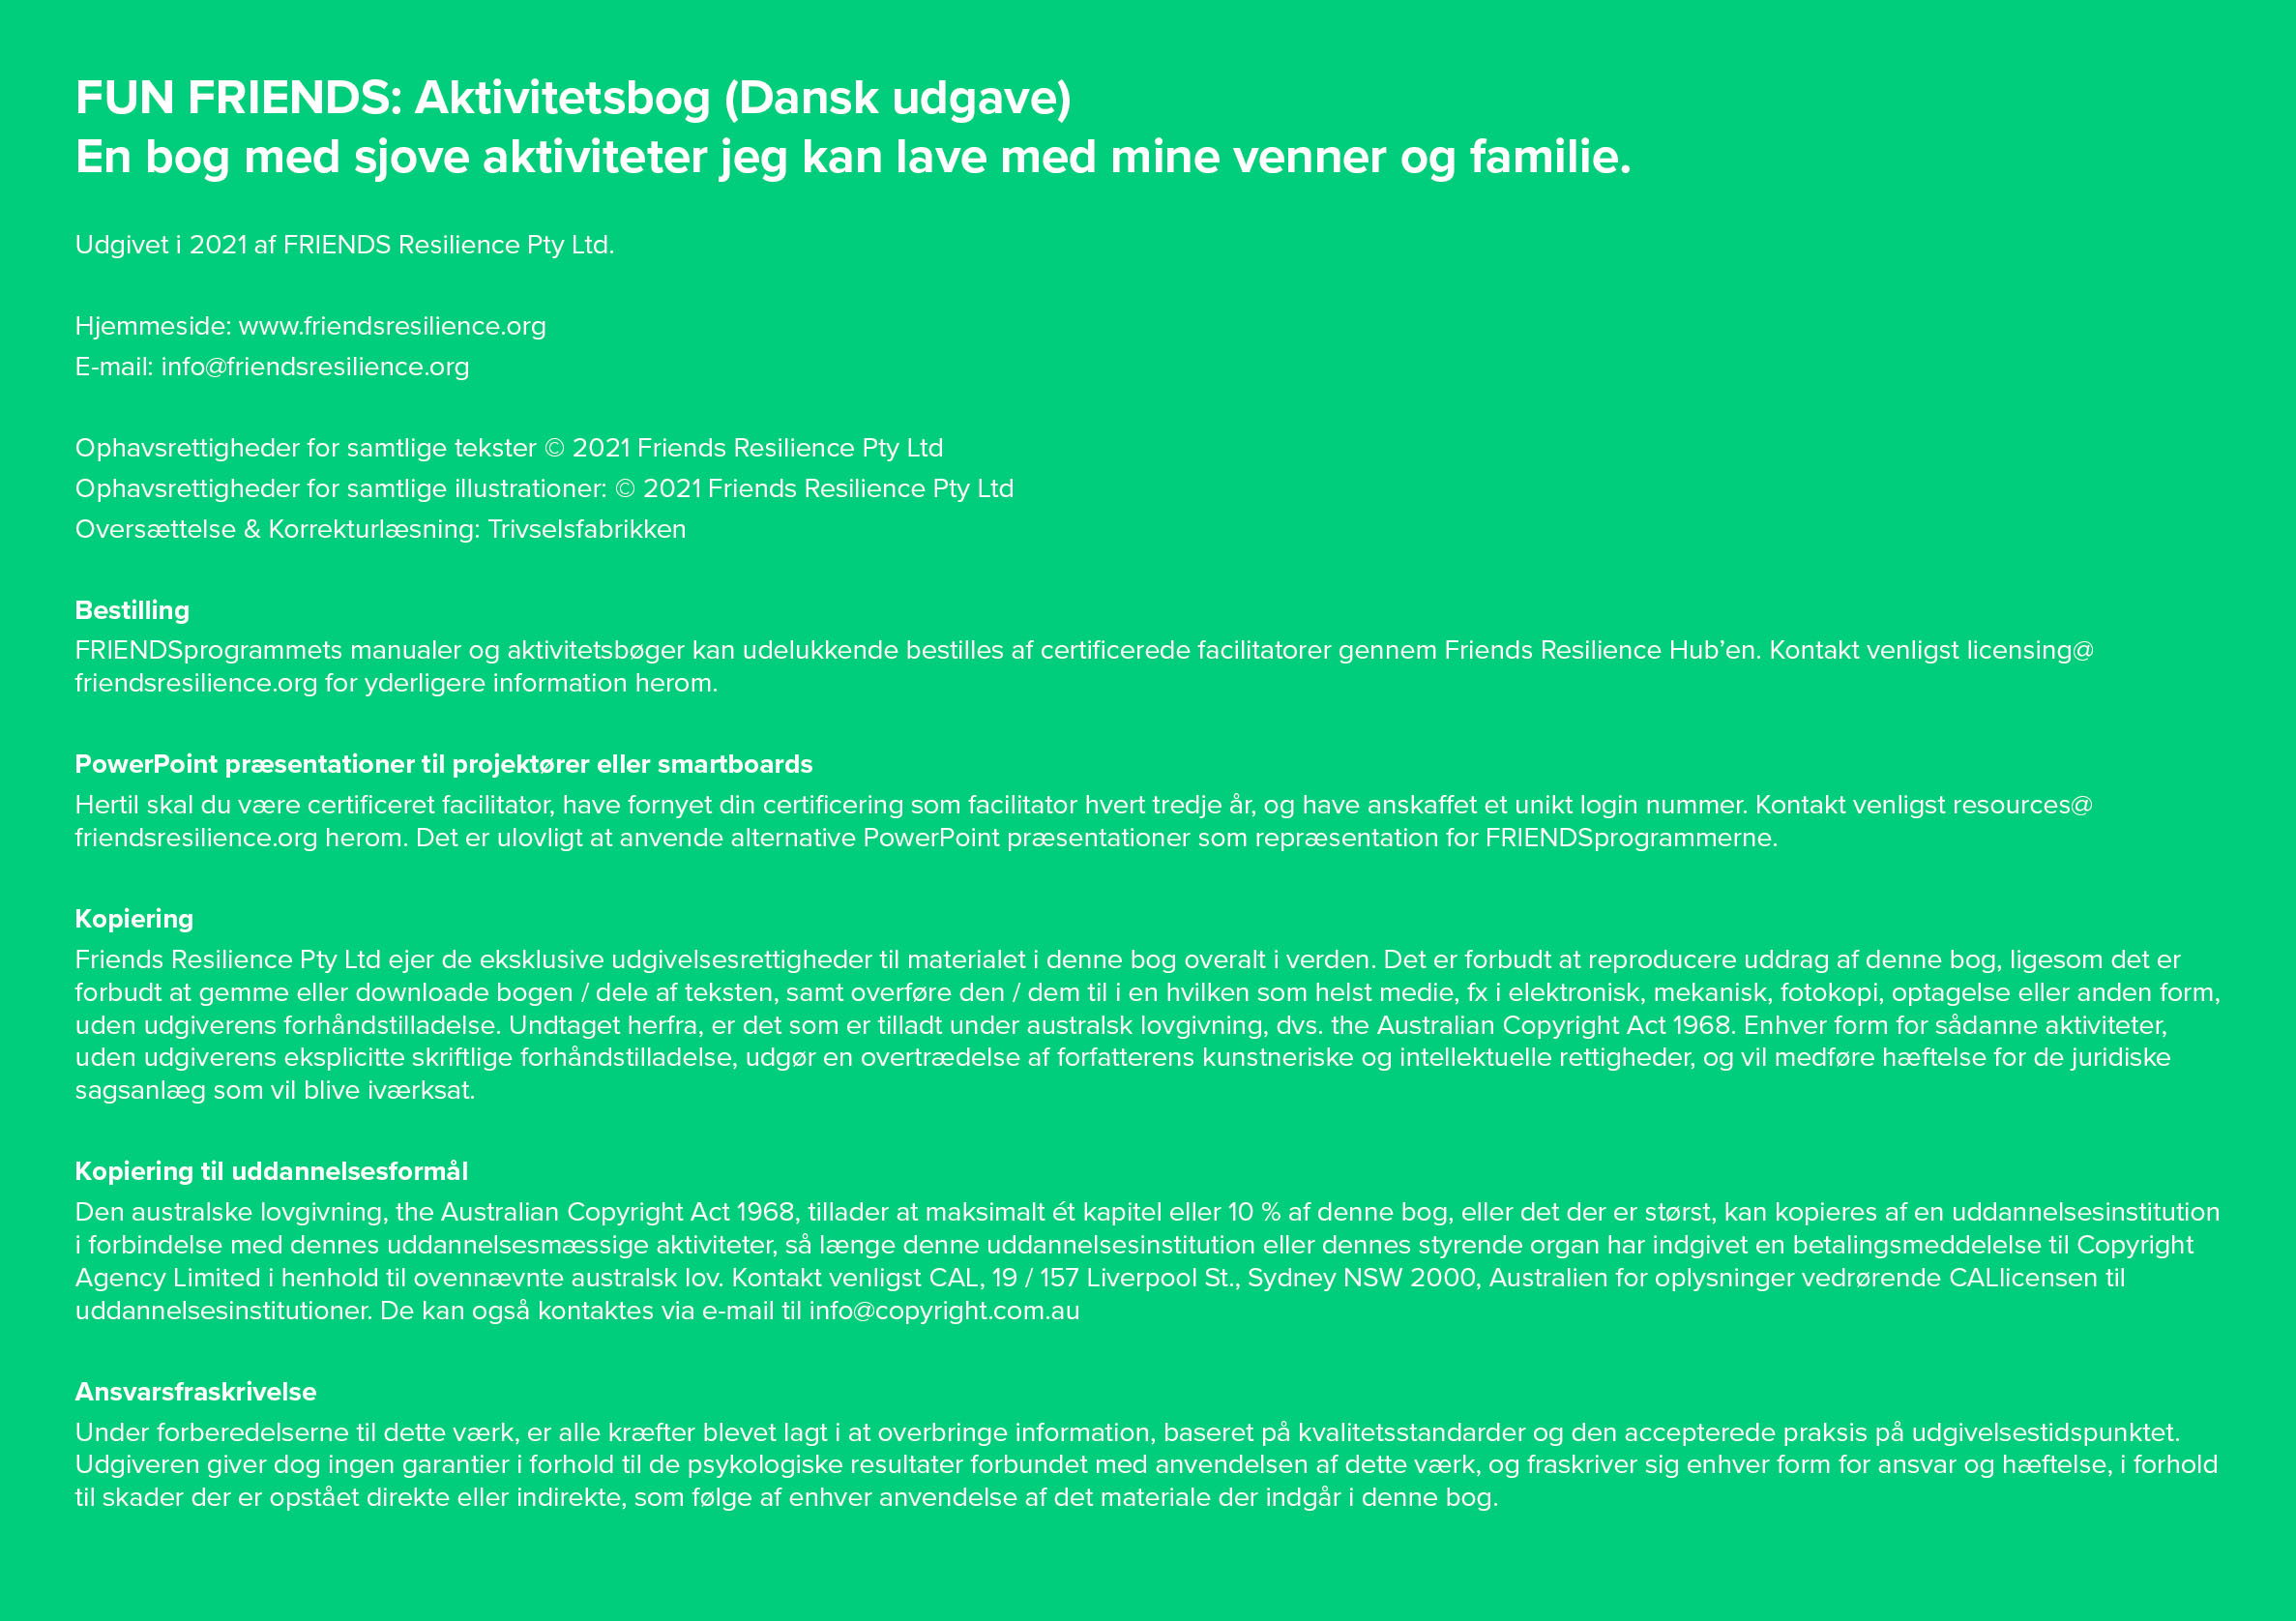 FUN FRIENDS: Aktivitetsbog (Dansk udgave)
En bog med sjove aktiviteter jeg kan lave med mine venner og familie.
Udgivet i 2021 af FRIENDS Resilience Pty Ltd.
Hjemmeside: www.friendsresilience.org
E-mail: info@friendsresilience.org
Ophavsrettigheder for samtlige tekster © 2021 Friends Resilience Pty Ltd
Ophavsrettigheder for samtlige illustrationer: © 2021 Friends Resilience Pty Ltd
Oversættelse & Korrekturlæsning: Trivselsfabrikken
Bestilling
FRIENDSprogrammets manualer og aktivitetsbøger kan udelukkende bestilles af certificerede facilitatorer gennem Friends Resilience Hub’en. Kontakt venligst licensing@
friendsresilience.org for yderligere information herom.
PowerPoint præsentationer til projektører eller smartboards
Hertil skal du være certificeret facilitator, have fornyet din certificering som facilitator hvert tredje år, og have anskaffet et unikt login nummer. Kontakt venligst resources@
friendsresilience.org herom. Det er ulovligt at anvende alternative PowerPoint præsentationer som repræsentation for FRIENDSprogrammerne.
Kopiering
Friends Resilience Pty Ltd ejer de eksklusive udgivelsesrettigheder til materialet i denne bog overalt i verden. Det er forbudt at reproducere uddrag af denne bog, ligesom det er
forbudt at gemme eller downloade bogen / dele af teksten, samt overføre den / dem til i en hvilken som helst medie, fx i elektronisk, mekanisk, fotokopi, optagelse eller anden form,
uden udgiverens forhåndstilladelse. Undtaget herfra, er det som er tilladt under australsk lovgivning, dvs. the Australian Copyright Act 1968. Enhver form for sådanne aktiviteter,
uden udgiverens eksplicitte skriftlige forhåndstilladelse, udgør en overtrædelse af forfatterens kunstneriske og intellektuelle rettigheder, og vil medføre hæftelse for de juridiske
sagsanlæg som vil blive iværksat.
Kopiering til uddannelsesformål
Den australske lovgivning, the Australian Copyright Act 1968, tillader at maksimalt ét kapitel eller 10 % af denne bog, eller det der er størst, kan kopieres af en uddannelsesinstitution
i forbindelse med dennes uddannelsesmæssige aktiviteter, så længe denne uddannelsesinstitution eller dennes styrende organ har indgivet en betalingsmeddelelse til Copyright
Agency Limited i henhold til ovennævnte australsk lov. Kontakt venligst CAL, 19 / 157 Liverpool St., Sydney NSW 2000, Australien for oplysninger vedrørende CALlicensen til
uddannelsesinstitutioner. De kan også kontaktes via e-mail til info@copyright.com.au
Ansvarsfraskrivelse
Under forberedelserne til dette værk, er alle kræfter blevet lagt i at overbringe information, baseret på kvalitetsstandarder og den accepterede praksis på udgivelsestidspunktet.
Udgiveren giver dog ingen garantier i forhold til de psykologiske resultater forbundet med anvendelsen af dette værk, og fraskriver sig enhver form for ansvar og hæftelse, i forhold
til skader der er opstået direkte eller indirekte, som følge af enhver anvendelse af det materiale der indgår i denne bog.